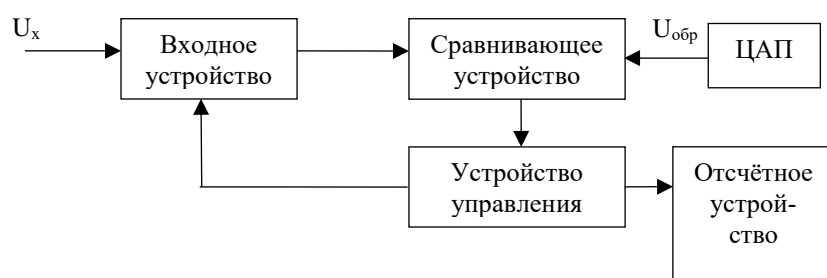 Uх
Входное
устройство
Сравнивающее
устройство
Uобр
ЦАП
Устройство
управления
Отсчётное
устрой-
ство